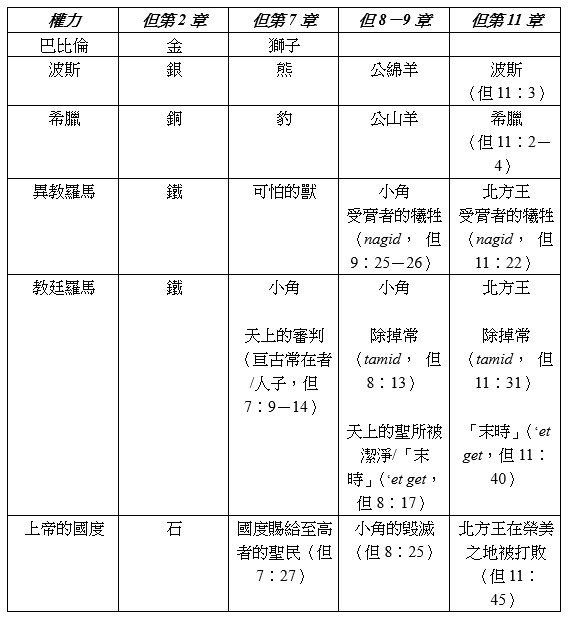 權力 但第 2 章 但第 7 章 但 8－9 章 但第 11 章
巴比倫 金 獅子
波斯 銀 熊 公綿羊 波斯
（但 11：3）
希臘 銅 豹 公山羊 希臘
（但 11：2－
4）
異教羅馬 鐵 可怕的獸 小角 北方王
受膏者的犧牲 受膏者的犧牲
（nagid， 但 （nagid， 但
9：25－26） 11：22）
教廷羅馬 鐵 小角 小角 北方王
天上的審判 除掉常 除掉常
（亘古常在者 （tamid， 但 （tamid， 但
/人子，但 8：13） 11：31）
7：9－14）
天上的聖所被 「末時」（‘et
潔淨/「末 get，但 11：
時」（‘et get， 40）
但 8：17）
上帝的國度 石 國度賜給至高 小角的毀滅 北方王在榮美
者的聖民（但 （但 8：25） 之地被打敗
7：27） （但 11：
45）